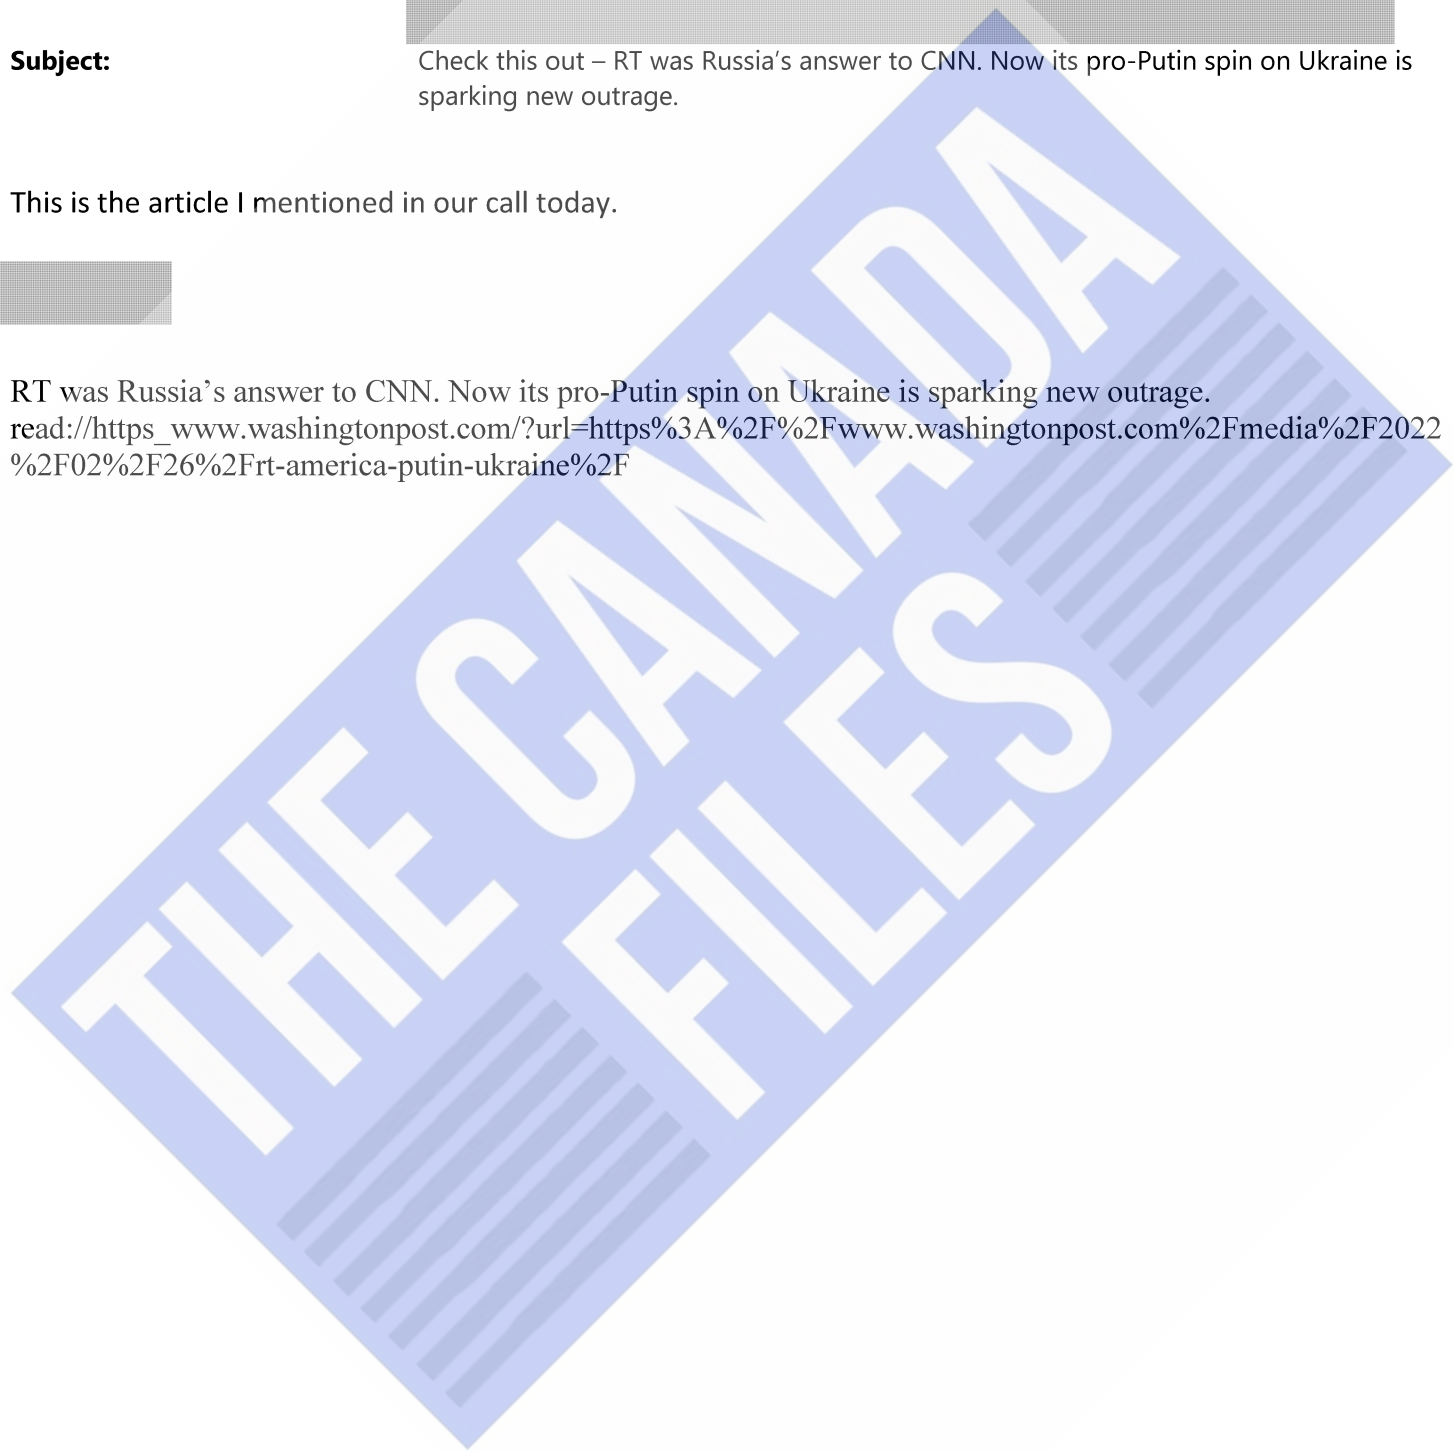 Subject: Check this out – RT was Russia’s answer to CNN. Now its pro-Putin spin on Ukraine is
sparking new outrage.
This is the article I mentioned in our call today.
RT was Russia’s answer to CNN. Now its pro-Putin spin on Ukraine is sparking new outrage.
read://https_www.washingtonpost.com/?url=https%3A%2F%2Fwww.washingtonpost.com%2Fmedia%2F2022
%2F02%2F26%2Frt-america-putin-ukraine%2F
THE CANADA
FILES